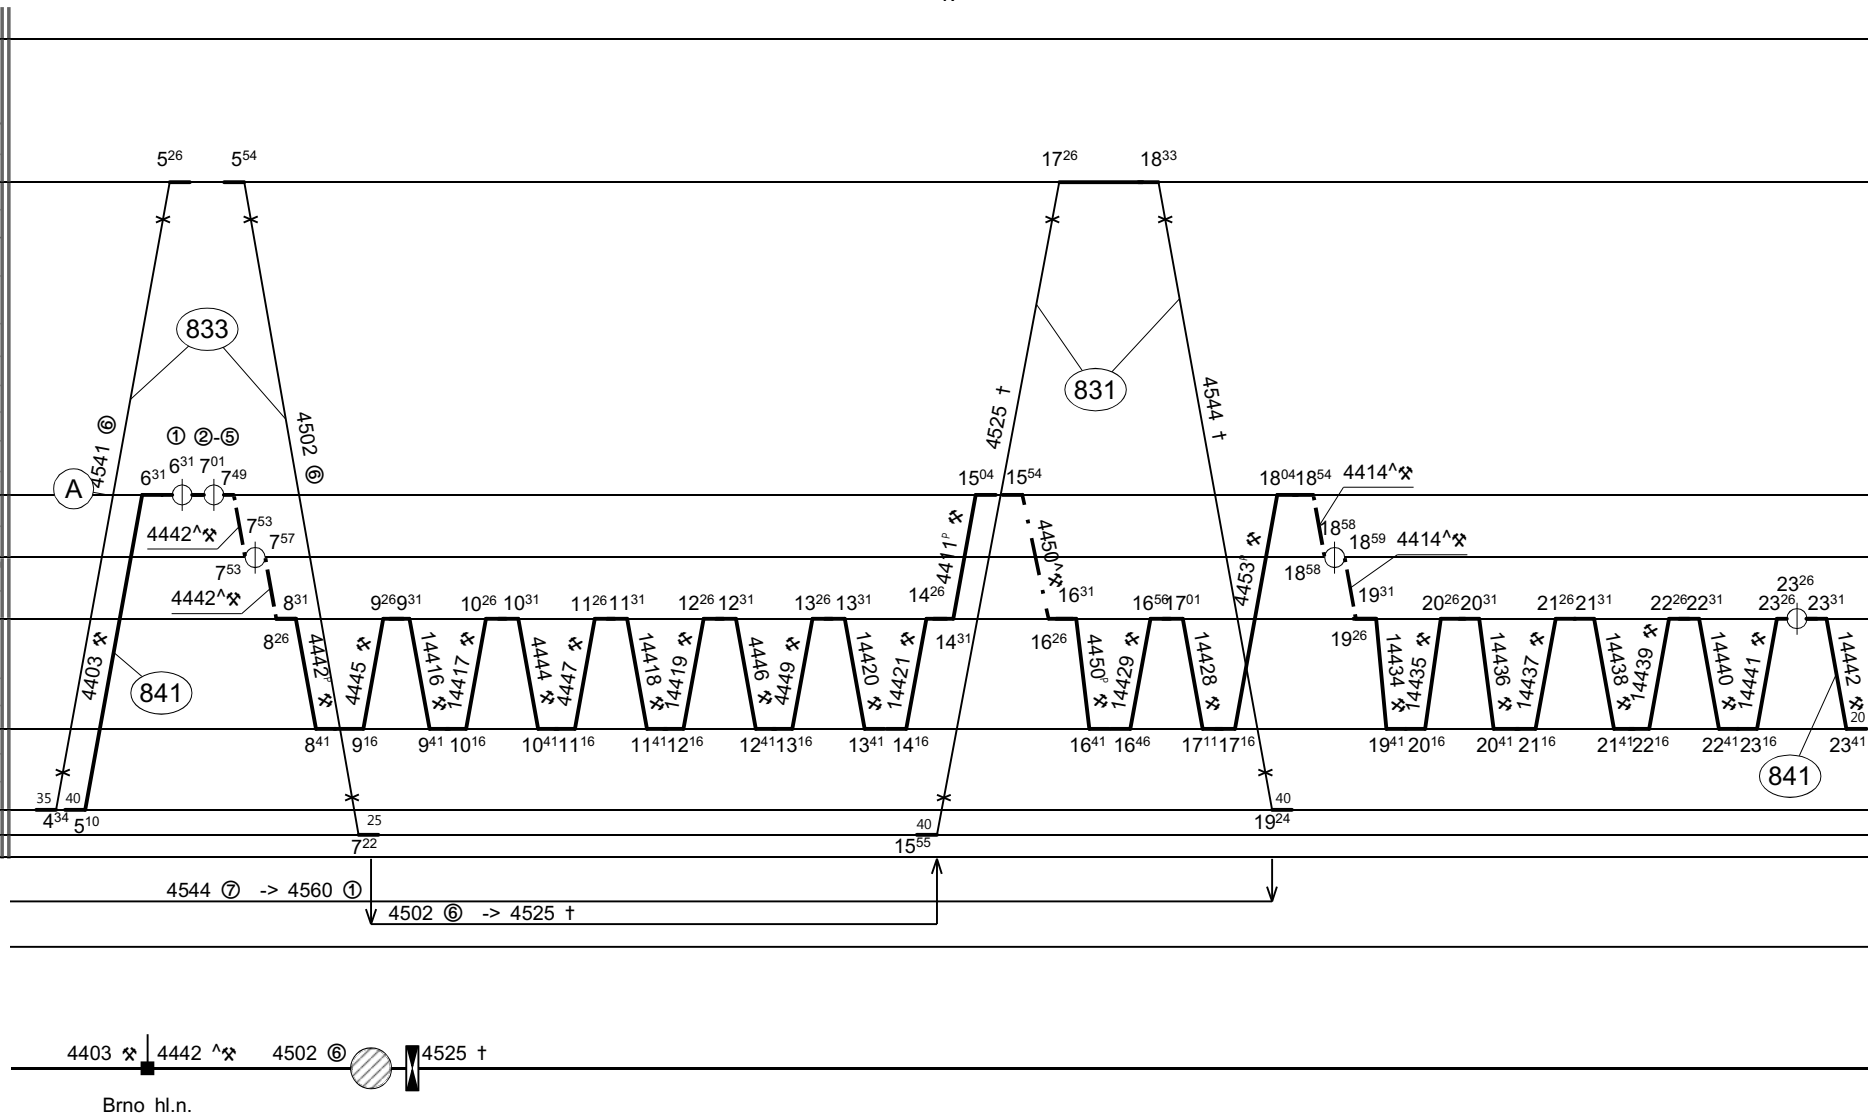 5²⁶ 5⁵⁴ 17²⁶ 18³³
833
831
4541 ⑥
4502 ⑥
4525 †
4544 †
① ②-⑤
A
6³¹ 6³¹ 7⁰¹ 7⁴⁹
15⁰⁴ 15⁵⁴
18⁰⁴ 18⁵⁴ 4414^⚒
4442^⚒ 7⁵³ 7⁵⁷
7⁵³
4442^⚒
4411ᴾ ⚒
4450^⚒
4453ᴾ ⚒
18⁵⁸ 18⁵⁹ 4414^⚒
18⁵⁸
8³¹ 9²⁶ 9³¹ 10²⁶ 10³¹ 11²⁶ 11³¹ 12²⁶ 12³¹ 13²⁶ 13³¹ 14²⁶ 16³¹ 16⁵⁶ 17⁰¹ 19³¹ 20²⁶ 20³¹ 21²⁶ 21³¹ 22²⁶ 22³¹ 23²⁶ 23²⁶ 23³¹
8²⁶ 14³¹ 16²⁶ 19²⁶
4403 ⚒
841
4442ᴾ ⚒
4445 ⚒
14416 ⚒
14417 ⚒
4444 ⚒
4447 ⚒
14418 ⚒
14419 ⚒
4446 ⚒
4449 ⚒
14420 ⚒
14421 ⚒
4450ᴾ ⚒
14429 ⚒
14428 ⚒
14434 ⚒
14435 ⚒
14436 ⚒
14437 ⚒
14438 ⚒
14439 ⚒
14440 ⚒
14441 ⚒
14442 ⚒
20
8⁴¹ 9¹⁶ 9⁴¹ 10¹⁶ 10⁴¹ 11¹⁶ 11⁴¹ 12¹⁶ 12⁴¹ 13¹⁶ 13⁴¹ 14¹⁶ 16⁴¹ 16⁴⁶ 17¹¹ 17¹⁶ 19⁴¹ 20¹⁶ 20⁴¹ 21¹⁶ 21⁴¹ 22¹⁶ 22⁴¹ 23¹⁶ 23⁴¹
841
35 40 40
4³⁴ 5¹⁰ 19²⁴
25 40
7²² 15⁵⁵
4544 ⑦ -> 4560 ①
4502 ⑥ -> 4525 †
4403 ⚒ 4442 ^⚒ 4502 ⑥ 4525 †
Brno hl.n.